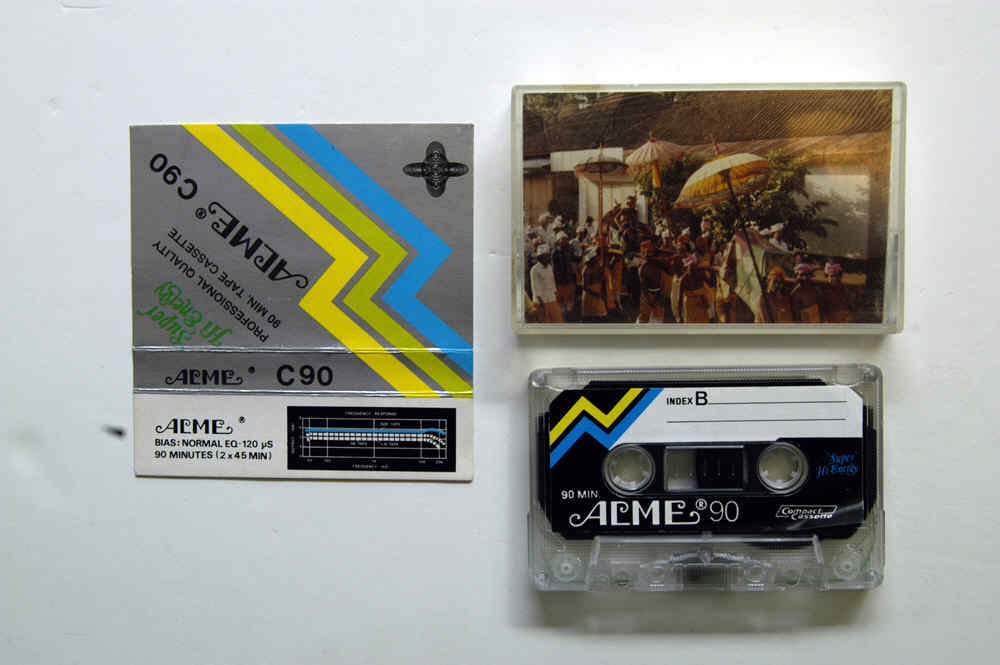 C90
ACME®
PROFESSIONAL QUALITY
90 MIN. TAPE CASSETTE
Super
Hi Energy
ACME® C90
ACME®
BIAS: NORMAL EQ-120 µS
90 MINUTES (2 x 45 MIN)
FREQUENCY RESPONSE
INDEX B
Super
Hi Energy
90 MIN.
ACME® 90
Compact
Cassette